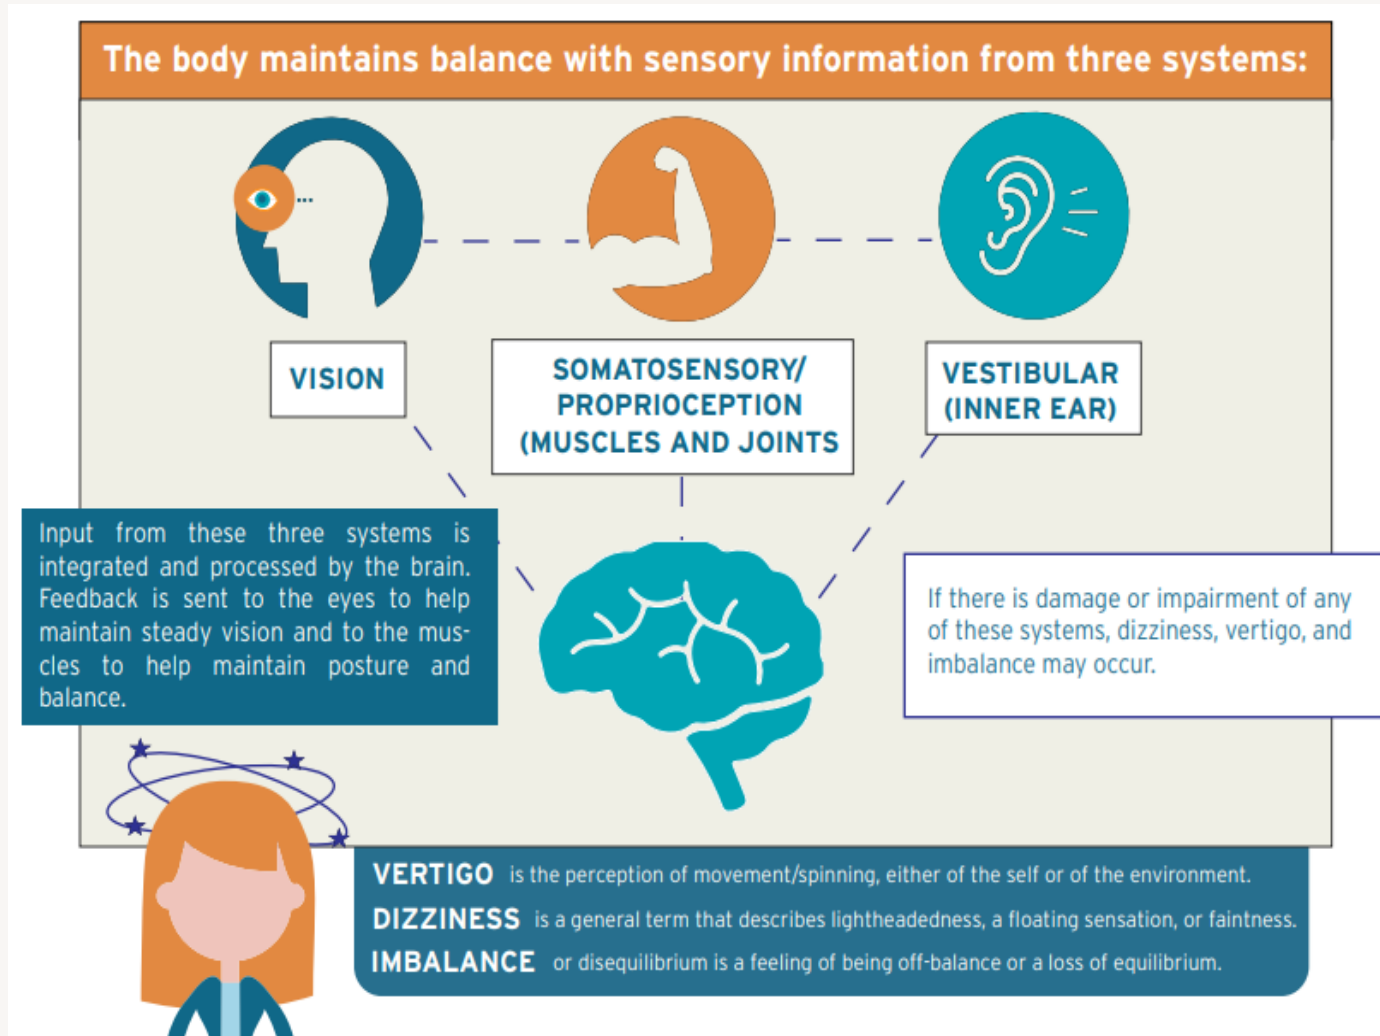 The body maintains balance with sensory information from three systems:
VISION
SOMATOSENSORY/
PROPRIOCEPTION
(MUSCLES AND JOINTS
VESTIBULAR
(INNER EAR)
Input from these three systems is
integrated and processed by the brain.
Feedback is sent to the eyes to help
maintain steady vision and to the mus-
cles to help maintain posture and
balance.
If there is damage or impairment of any
of these systems, dizziness, vertigo, and
imbalance may occur.
VERTIGO is the perception of movement/spinning, either of the self or of the environment.
DIZZINESS is a general term that describes lightheadedness, a floating sensation, or faintness.
IMBALANCE or disequilibrium is a feeling of being off-balance or a loss of equilibrium.